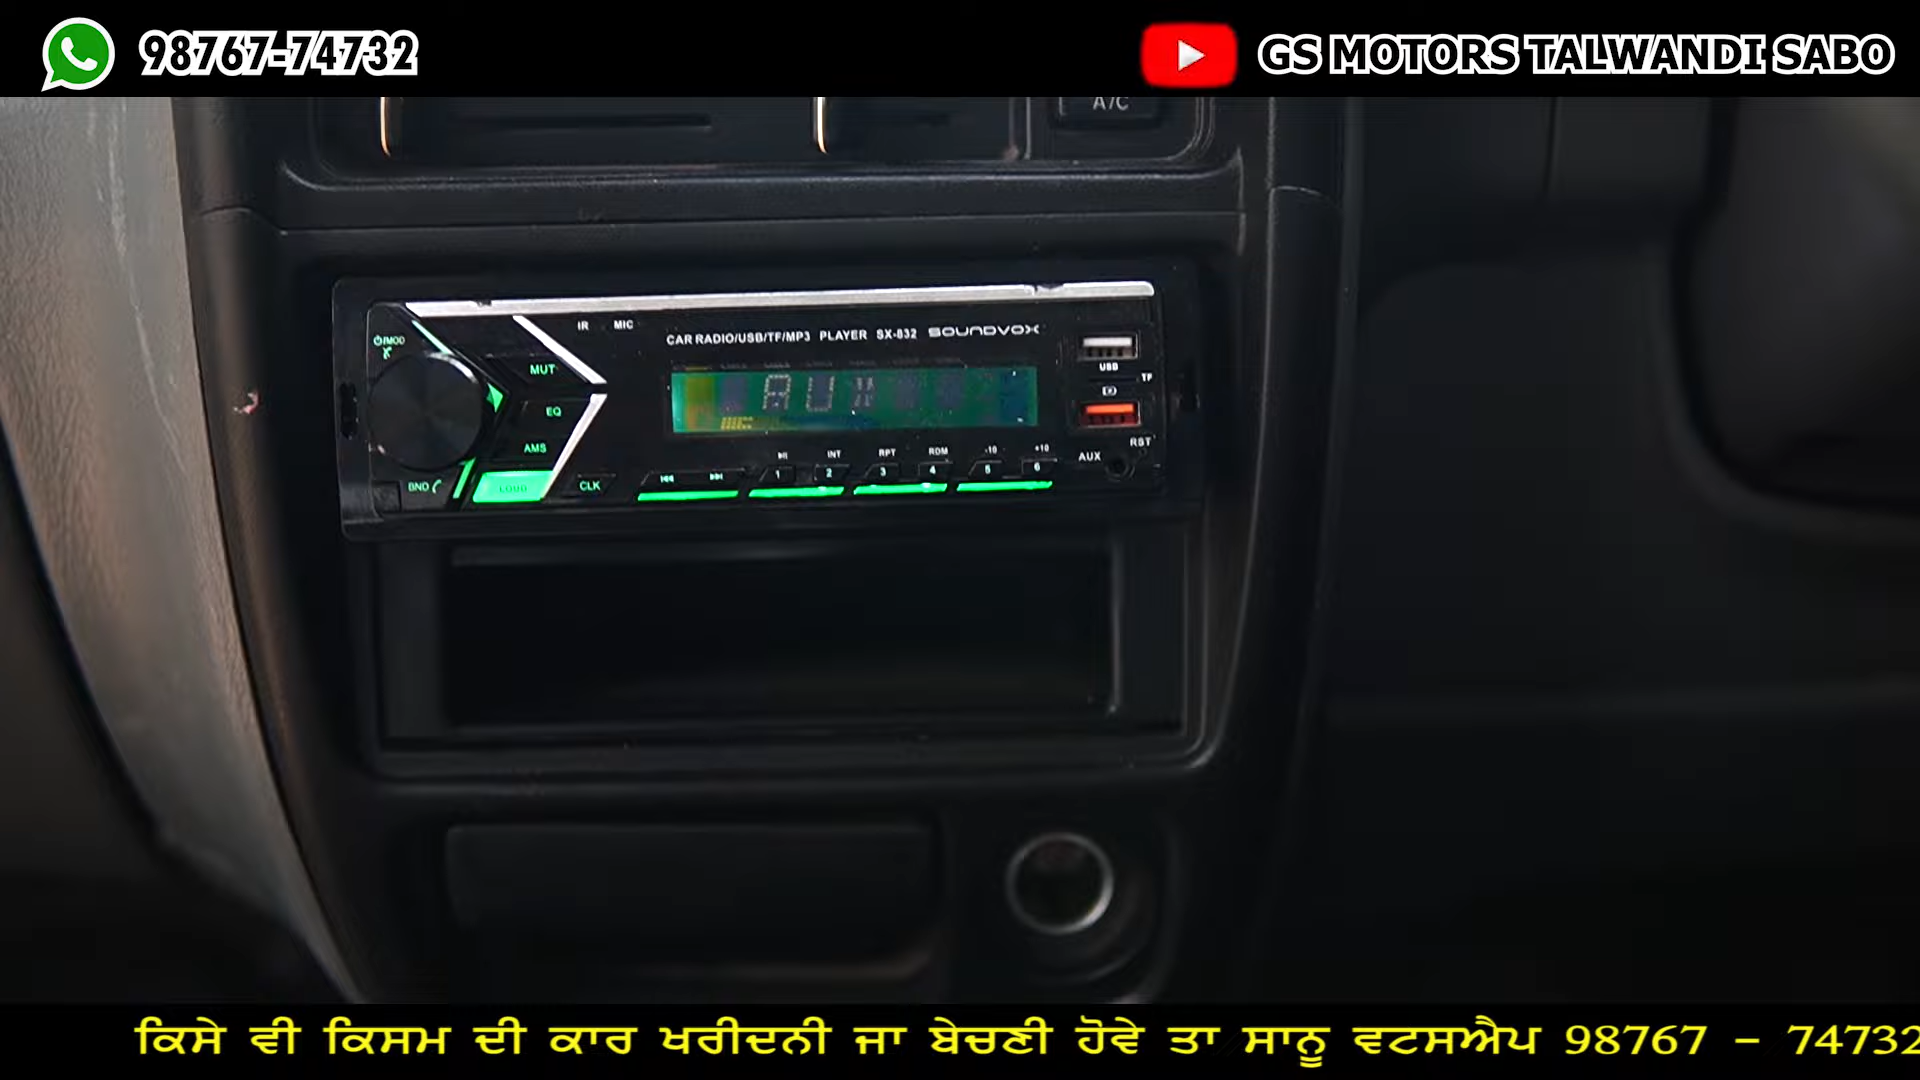 98767-74732
GS MOTORS TALWANDI SABO
A/C
IR MIC
CAR RADIO/USB/TF/MP3 PLAYER SX-832 SOUNDVOX
/MOD
MUT
USB
TF
EQ
AMS
RST
INT RPT RDM -10 +10
AUX
BND
LOUD
CLK
1 2 3 4 5 6
ਕਿਸੇ ਵੀ ਕਿਸਮ ਦੀ ਕਾਰ ਖਰੀਦਨੀ ਜਾ ਬੇਚਣੀ ਹੋਵੇ ਤਾ ਸਾਨੂ ਵਟਸਐਪ 98767 – 74732